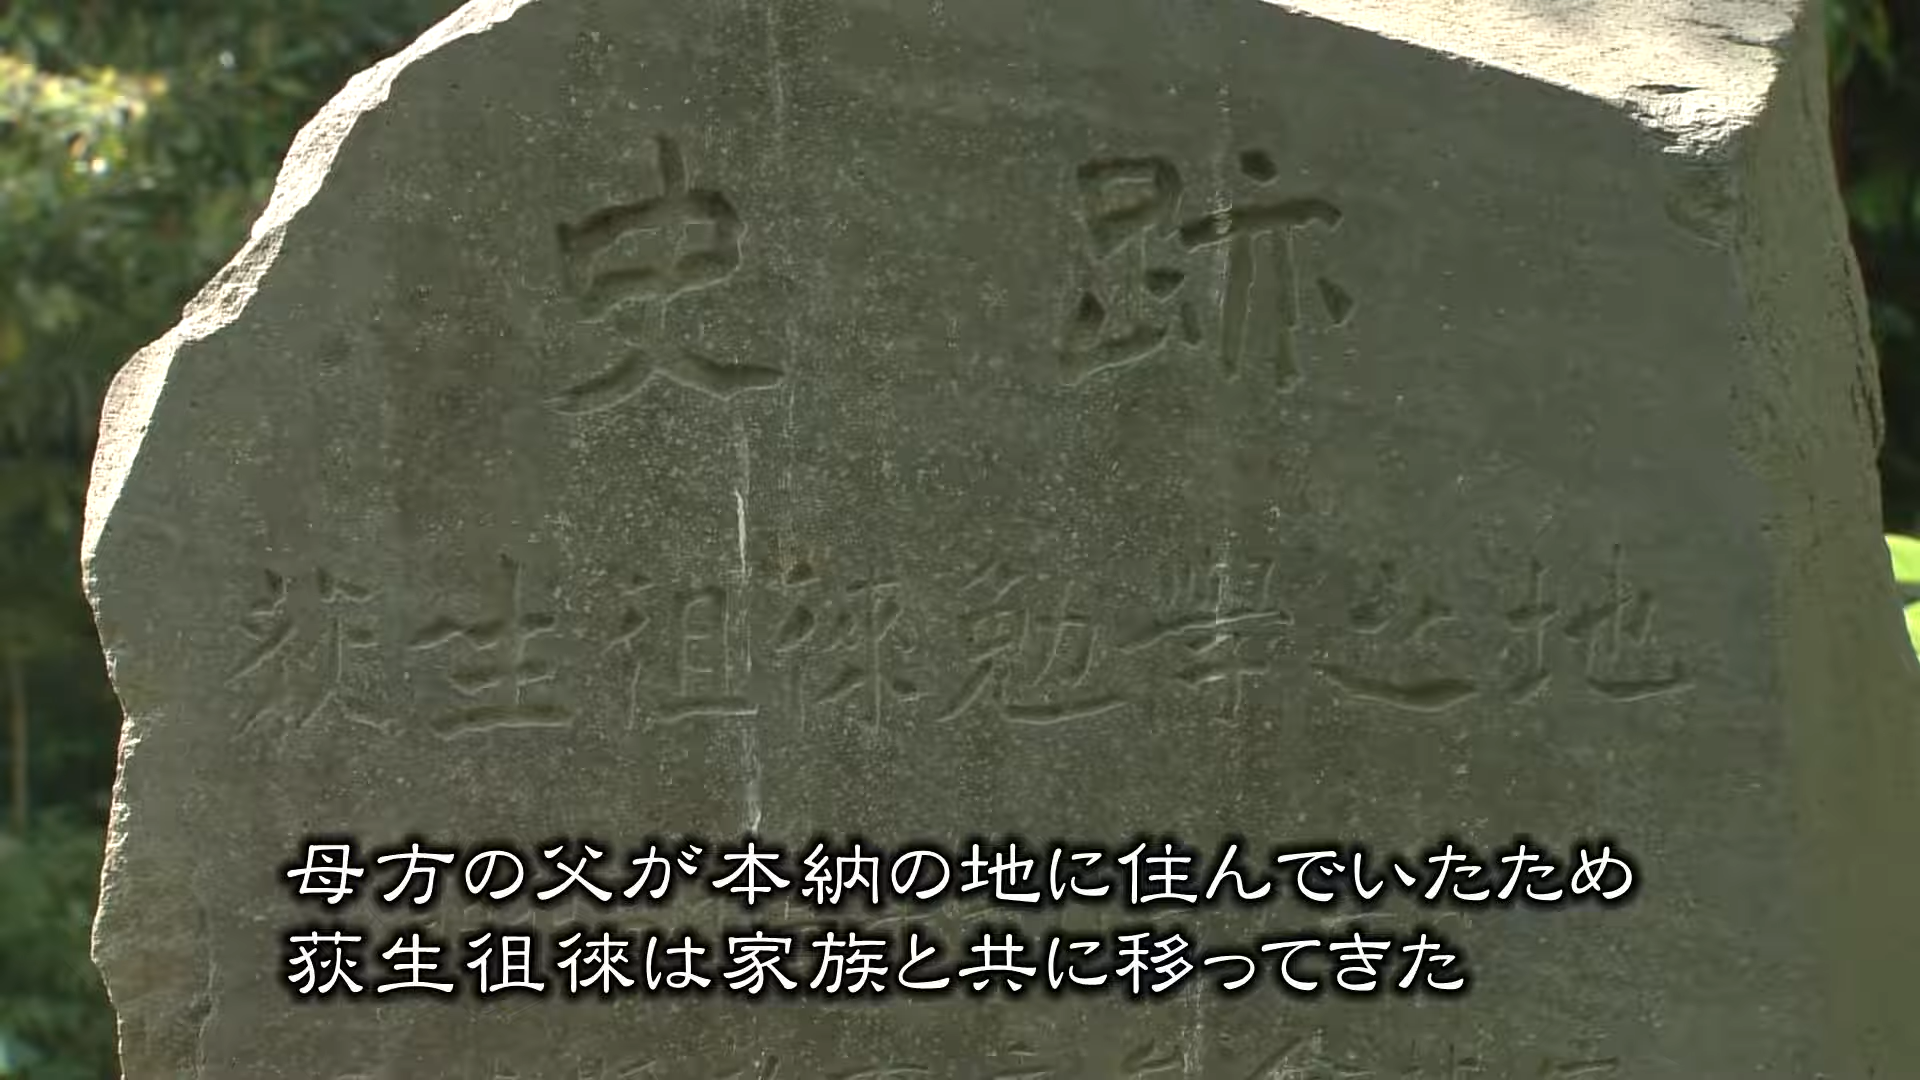 史跡
荻生徂徠勉學之地
母方の父が本納の地に住んでいたため
荻生徂徠は家族と共に移ってきた